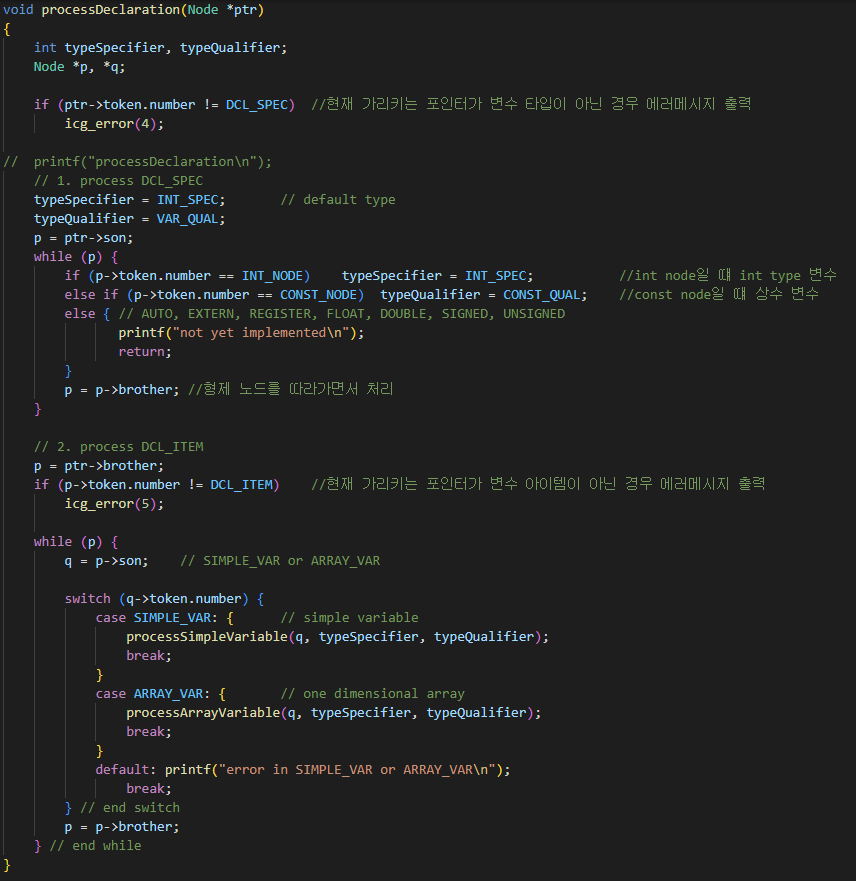 void processDeclaration(Node *ptr)
{
    int typeSpecifier, typeQualifier;
    Node *p, *q;
    if (ptr->token.number != DCL_SPEC)  //현재 가리키는 포인터가 변수 타입이 아닌 경우 에러메시지 출력
        icg_error(4);
//  printf("processDeclaration\n");
    // 1. process DCL_SPEC
    typeSpecifier = INT_SPEC;       // default type
    typeQualifier = VAR_QUAL;
    p = ptr->son;
    while (p) {
        if (p->token.number == INT_NODE)    typeSpecifier = INT_SPEC;           //int node일 떄 int type 변수
        else if (p->token.number == CONST_NODE)  typeQualifier = CONST_QUAL;    //const node일 떄 상수 변수
        else { // AUTO, EXTERN, REGISTER, FLOAT, DOUBLE, SIGNED, UNSIGNED
               printf("not yet implemented\n");
               return;
        }
        p = p->brother; //형제 노드를 따라가면서 처리
    }
    // 2. process DCL_ITEM
    p = ptr->brother;
    if (p->token.number != DCL_ITEM)    //현재 가리키는 포인터가 변수 아이템이 아닌 경우 에러메시지 출력
        icg_error(5);
    while (p) {
        q = p->son;    // SIMPLE_VAR or ARRAY_VAR
        switch (q->token.number) {
            case SIMPLE_VAR: {      // simple variable
                processSimpleVariable(q, typeSpecifier, typeQualifier);
                break;
            }
            case ARRAY_VAR: {       // one dimensional array
                processArrayVariable(q, typeSpecifier, typeQualifier);
                break;
            }
            default: printf("error in SIMPLE_VAR or ARRAY_VAR\n");
                break;
        } // end switch
        p = p->brother;
    } // end while
}